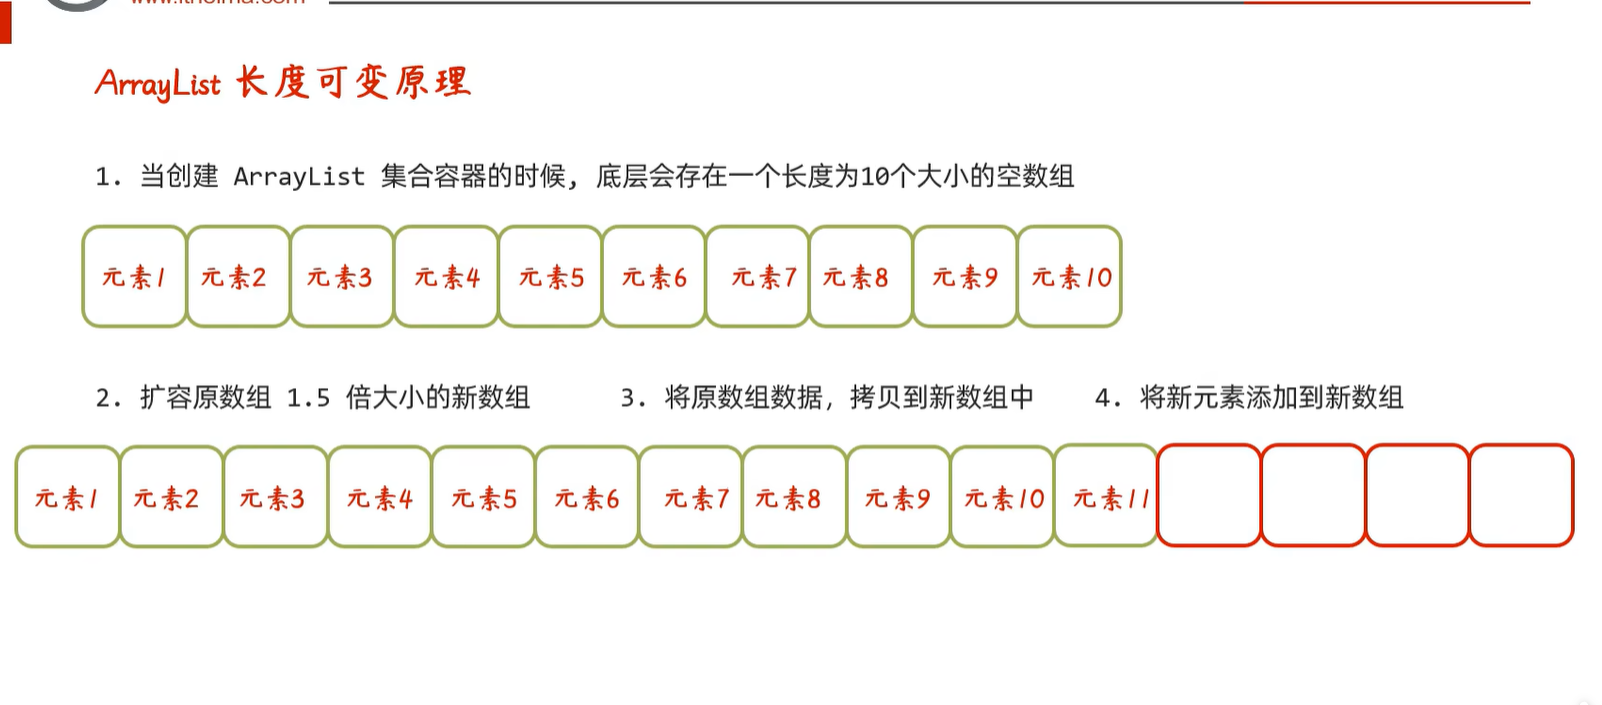 ArrayList 长度可变原理
1. 当创建 ArrayList 集合容器的时候, 底层会存在一个长度为10个大小的空数组
元素1 元素2 元素3 元素4 元素5 元素6 元素7 元素8 元素9 元素10
2. 扩容原数组 1.5 倍大小的新数组 3. 将原数组数据, 拷贝到新数组中 4. 将新元素添加到新数组
元素1 元素2 元素3 元素4 元素5 元素6 元素7 元素8 元素9 元素10 元素11